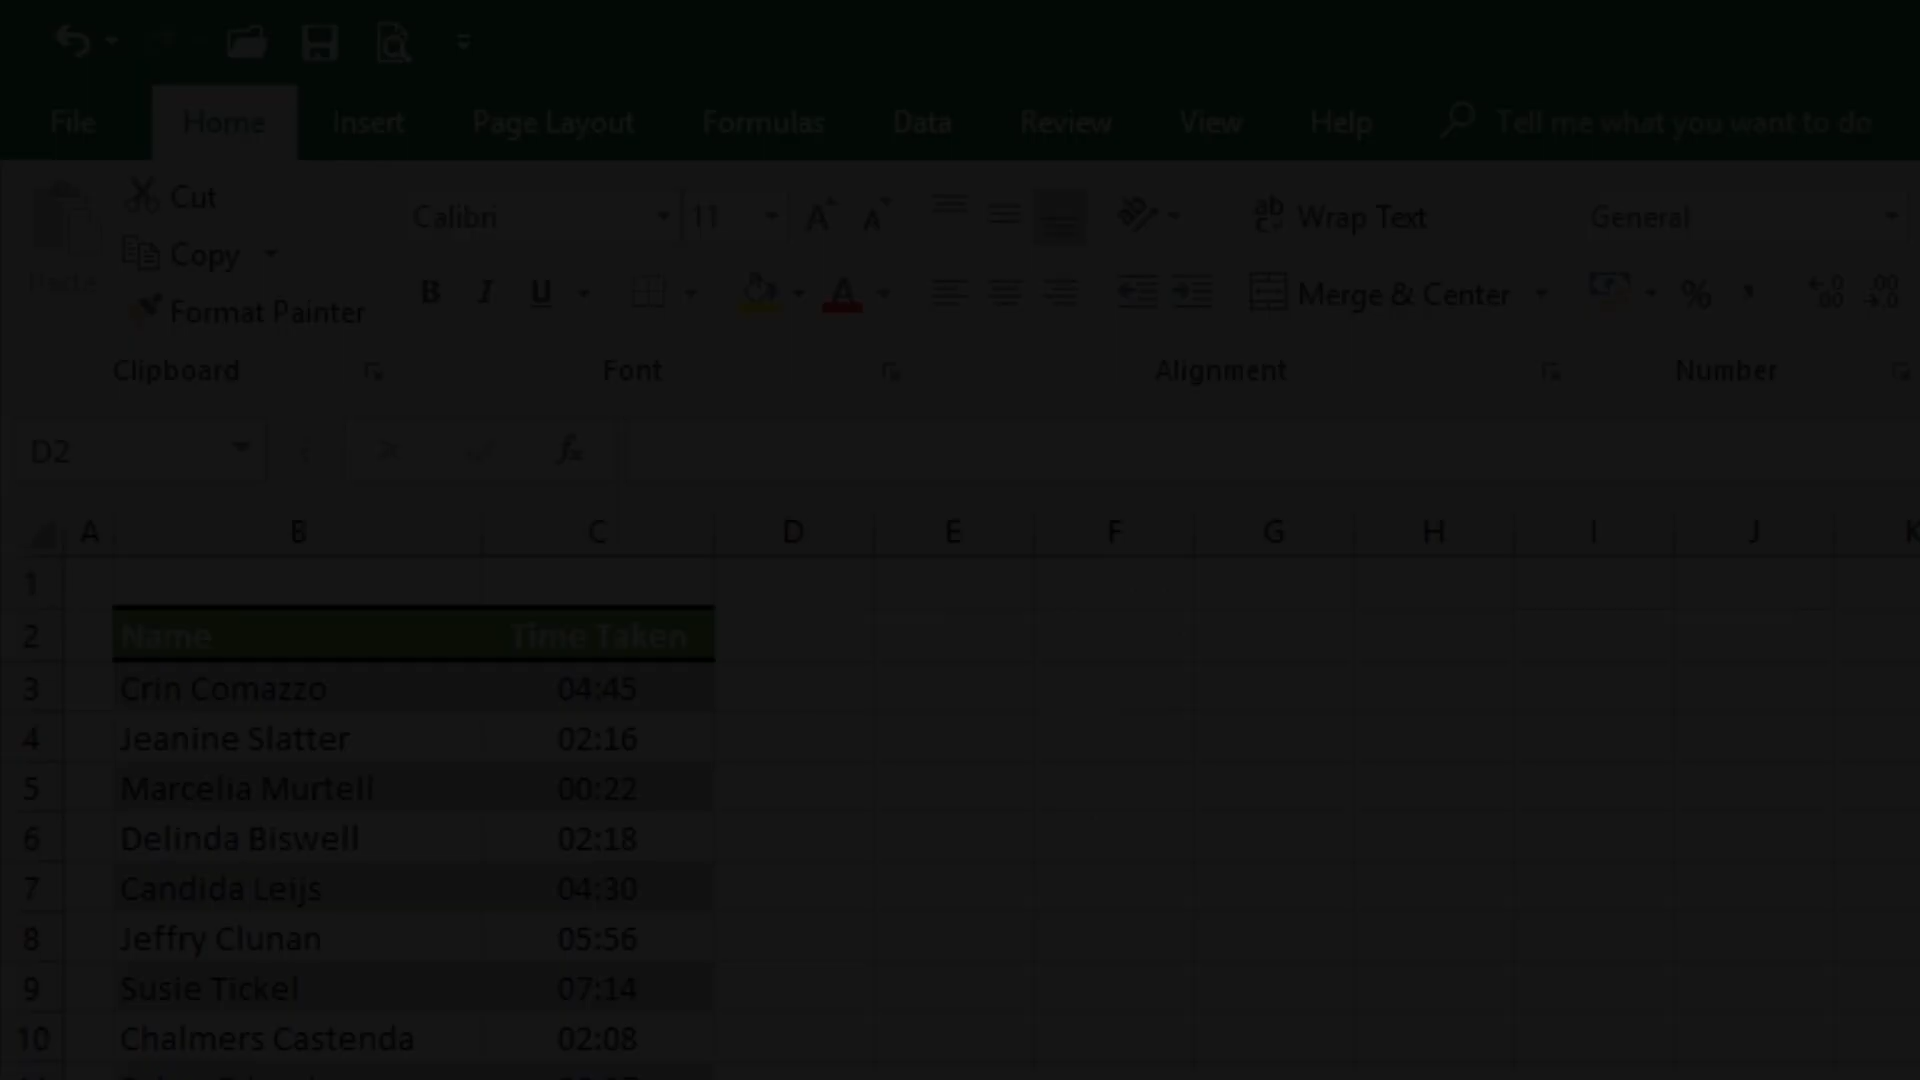 File Home Insert Page Layout Formulas Data Review View Help Tell me what you want to do
Paste
Cut
Copy
Format Painter
Clipboard
Calibri 11
B I U
Font
ab Wrap Text
Merge & Center
Alignment
General
%
Number
D2 fx
A B C D E F G H I J K
1
2 Name Time Taken
3 Crin Comazzo 04:45
4 Jeanine Slatter 02:16
5 Marcelia Murtell 00:22
6 Delinda Biswell 02:18
7 Candida Leijs 04:30
8 Jeffry Clunan 05:56
9 Susie Tickel 07:14
10 Chalmers Castenda 02:08